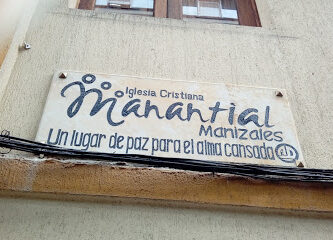 Iglesia Cristiana
Manantial
Manizales
Un lugar de paz para el alma cansada